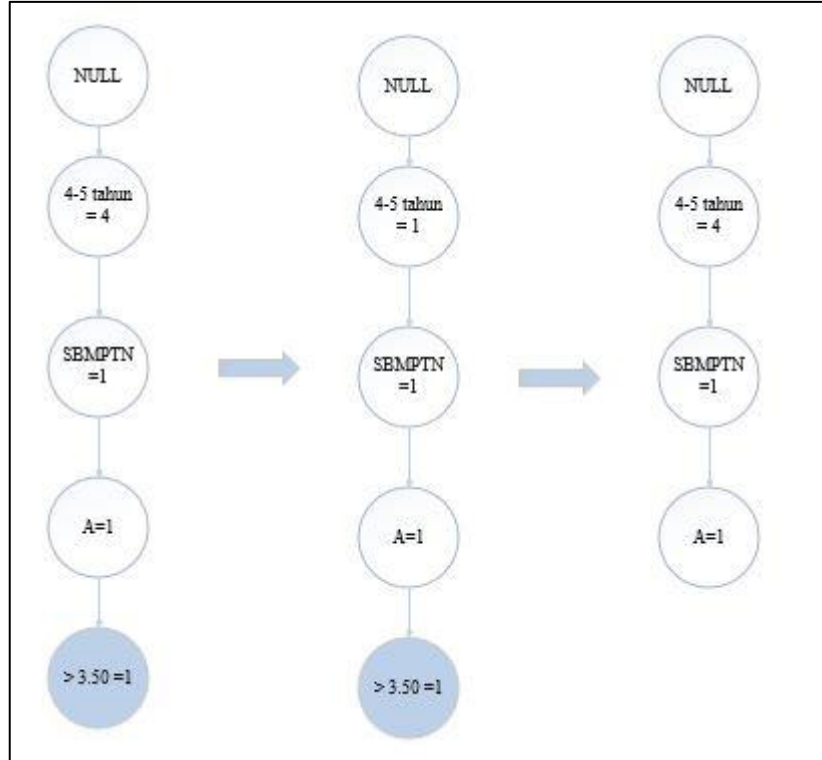 NULL
4-5 tahun
= 4
SBMPTN
=1
A=1
> 3.50 =1
NULL
4-5 tahun
= 1
SBMPTN
=1
A=1
> 3.50 =1
NULL
4-5 tahun
= 4
SBMPTN
=1
A=1